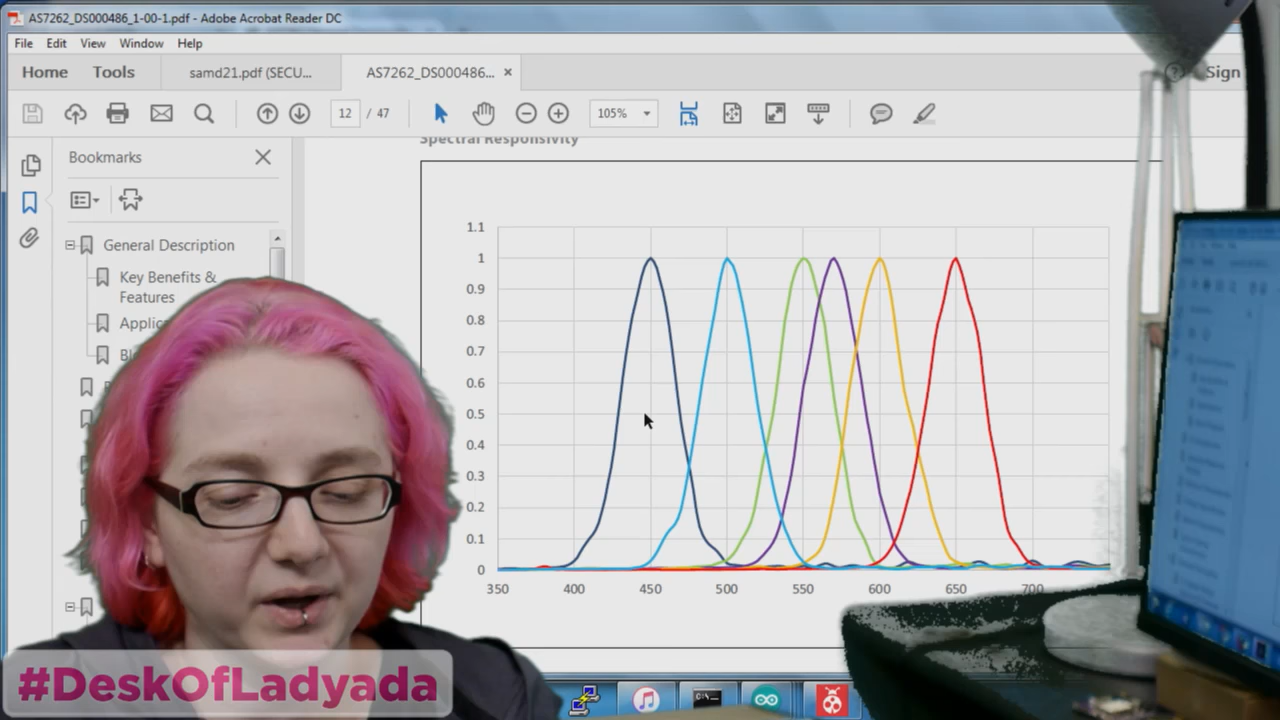 AS7262_DS000486_1-00-1.pdf - Adobe Acrobat Reader DC
File Edit View Window Help
Home Tools samd21.pdf (SECU... AS7262_DS000486... × Sign
12 / 47 105%
Spectral Responsivity
Bookmarks
General Description
Key Benefits &
Features
1.1
1
0.9
0.8
0.7
0.6
0.5
0.4
0.3
0.2
0.1
0
350 400 450 500 550 600 650 700
#DeskOfLadyada